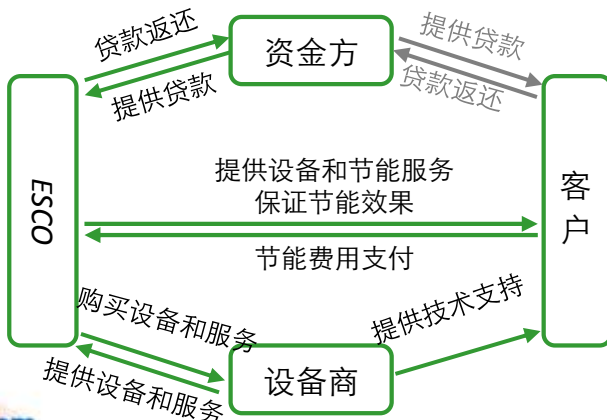 贷款返还
资金方
提供贷款
提供贷款
贷款返还
ESCO
提供设备和节能服务
保证节能效果
节能费用支付
客户
购买设备和服务
提供设备和服务
设备商
提供技术支持